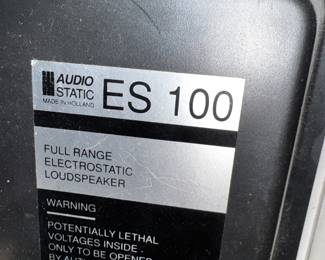 AUDIO
STATIC
MADE IN HOLLAND
ES 100
FULL RANGE
ELECTROSTATIC
LOUDSPEAKER
WARNING
POTENTIALLY LETHAL
VOLTAGES INSIDE
ONLY TO BE OPENED
BY